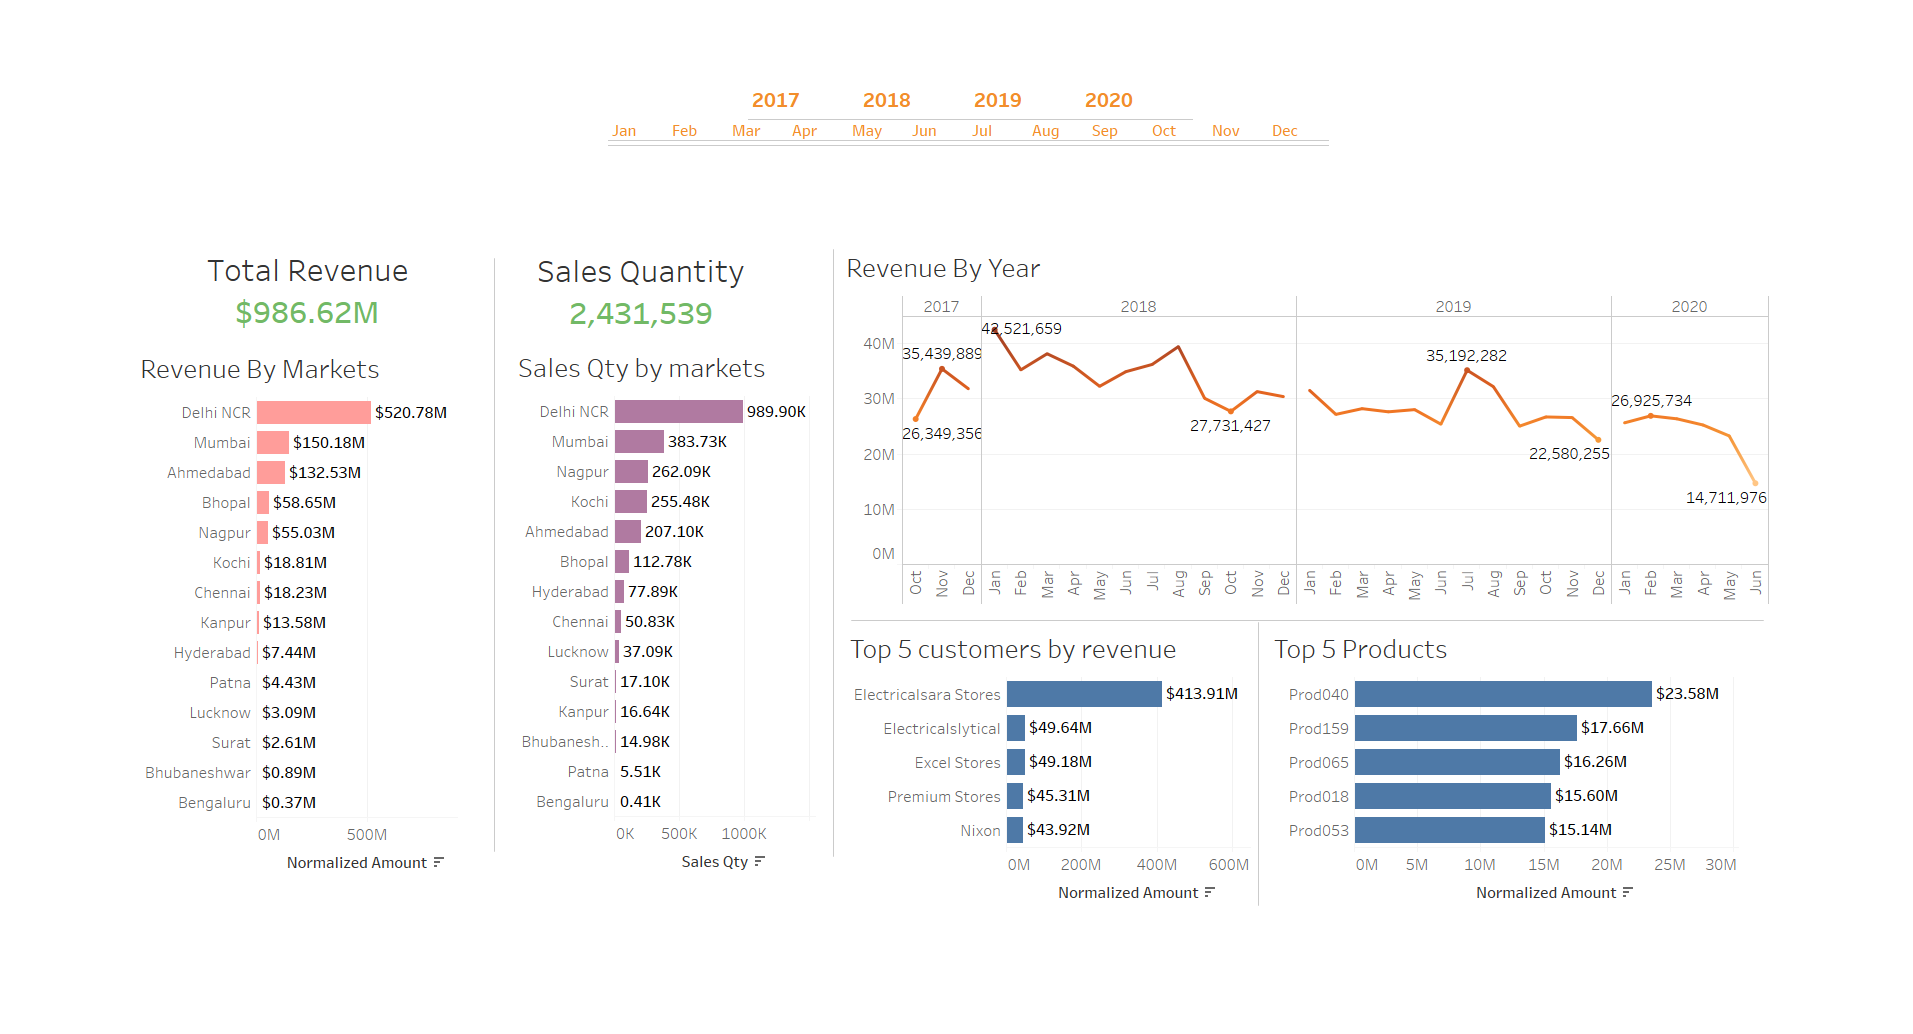 2017 2018 2019 2020
Jan Feb Mar Apr May Jun Jul Aug Sep Oct Nov Dec
Total Revenue
$986.62M
Revenue By Markets
Delhi NCR $520.78M
Mumbai $150.18M
Ahmedabad $132.53M
Bhopal $58.65M
Nagpur $55.03M
Kochi $18.81M
Chennai $18.23M
Kanpur $13.58M
Hyderabad $7.44M
Patna $4.43M
Lucknow $3.09M
Surat $2.61M
Bhubaneshwar $0.89M
Bengaluru $0.37M
0M 500M
Normalized Amount
Sales Quantity
2,431,539
Sales Qty by markets
Delhi NCR 989.90K
Mumbai 383.73K
Nagpur 262.09K
Kochi 255.48K
Ahmedabad 207.10K
Bhopal 112.78K
Hyderabad 77.89K
Chennai 50.83K
Lucknow 37.09K
Surat 17.10K
Kanpur 16.64K
Bhubanesh.. 14.98K
Patna 5.51K
Bengaluru 0.41K
0K 500K 1000K
Sales Qty
Revenue By Year
2017 2018 2019 2020
40M
30M
20M
10M
0M
42,521,659
35,439,889
35,192,282
26,925,734
27,731,427
26,349,356
22,580,255
14,711,976
Oct Nov Dec Jan Feb Mar Apr May Jun Jul Aug Sep Oct Nov Dec Jan Feb Mar Apr May Jun Jul Aug Sep Oct Nov Dec Jan Feb Mar Apr May Jun
Top 5 customers by revenue
Electricalsara Stores $413.91M
Electricalslytical $49.64M
Excel Stores $49.18M
Premium Stores $45.31M
Nixon $43.92M
0M 200M 400M 600M
Normalized Amount
Top 5 Products
Prod040 $23.58M
Prod159 $17.66M
Prod065 $16.26M
Prod018 $15.60M
Prod053 $15.14M
0M 5M 10M 15M 20M 25M 30M
Normalized Amount